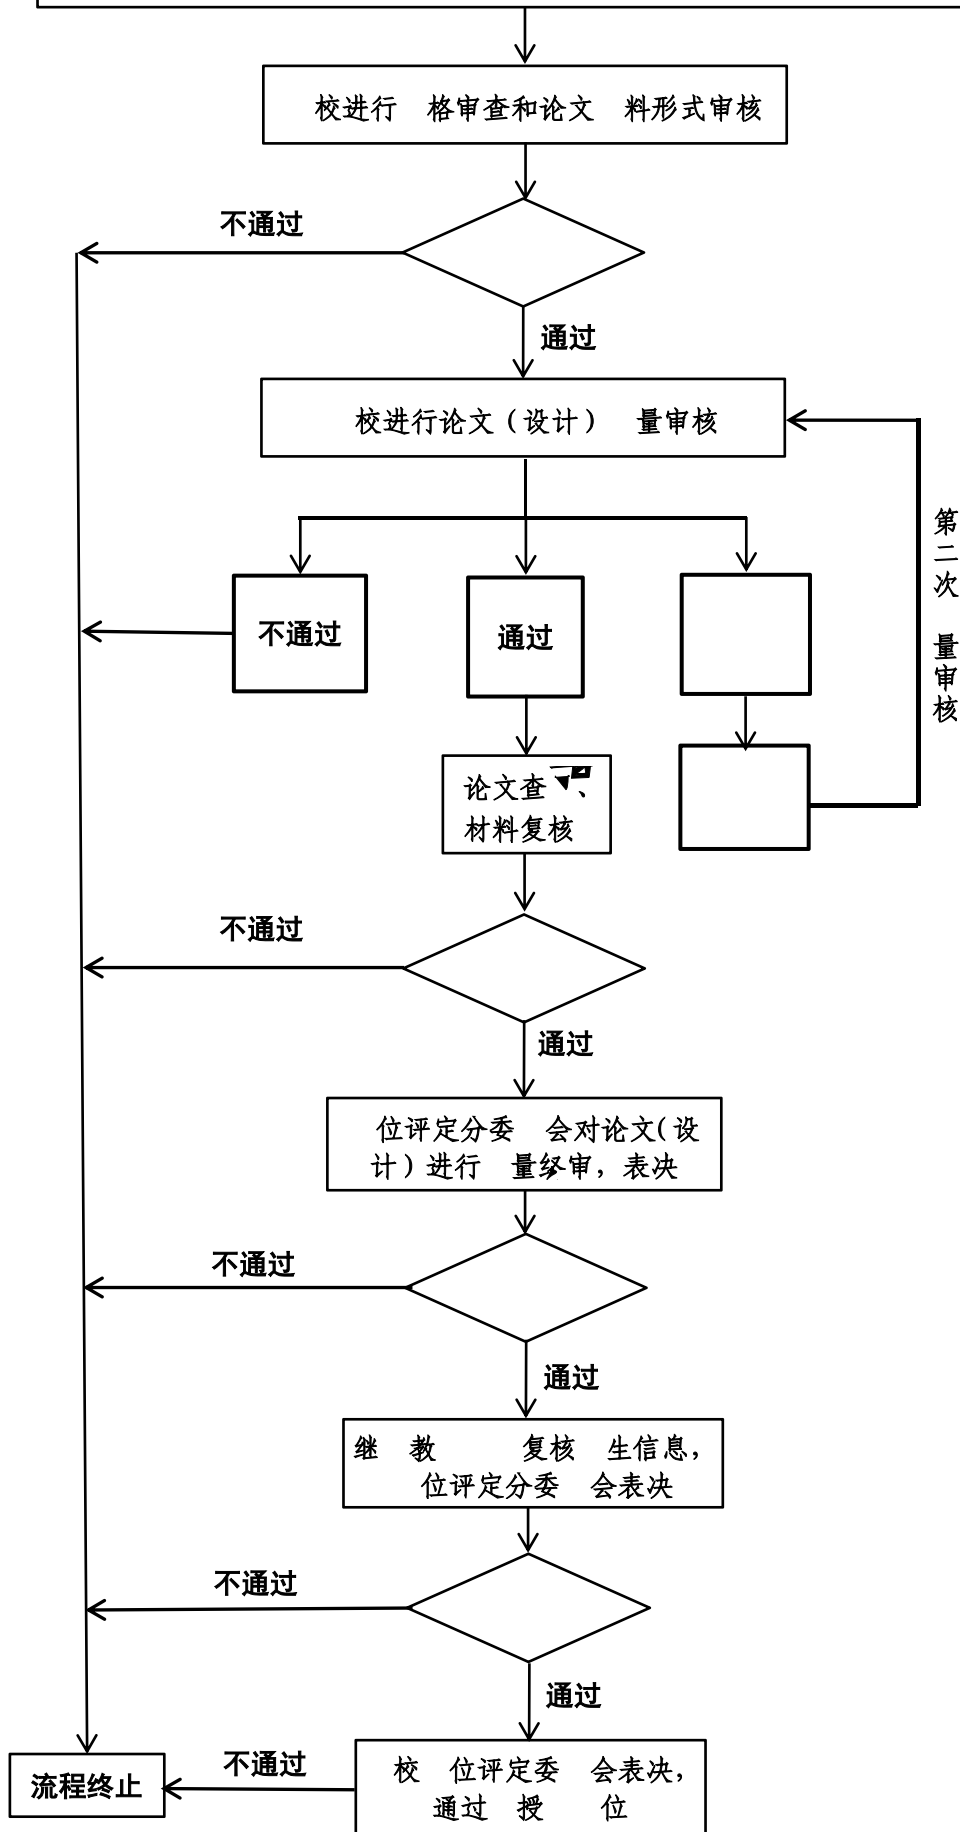 校进行 格审查和论文 料形式审核
不通过
通过
校进行论文（设计） 量审核
第二次 量审核
不通过
通过
论文查 、
材料复核
不通过
通过
位评定分委 会对论文（设
计）进行 量终审，表决
不通过
通过
继 教 复核 生信息，
位评定分委 会表决
不通过
通过
流程终止
不通过
校 位评定委 会表决，
通过 授 位